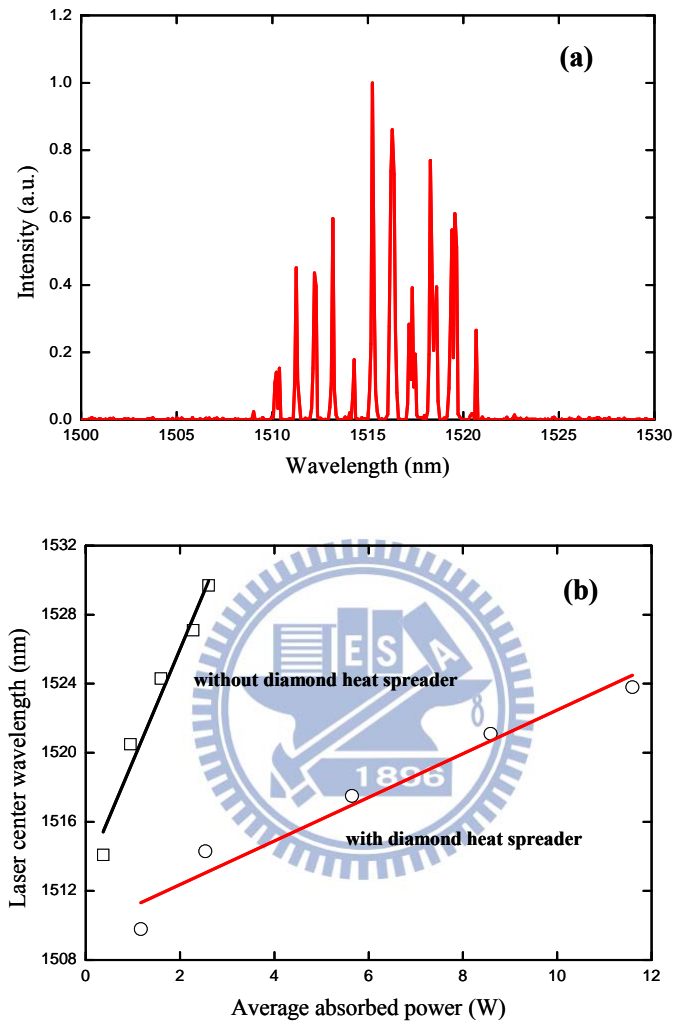 1.2
1.0
0.8
0.6
0.4
0.2
0.0
Intensity (a.u.)
(a)
1500 1505 1510 1515 1520 1525 1530
Wavelength (nm)
1532
1528
1524
1520
1516
1512
1508
Laser center wavelength (nm)
(b)
E S A
without diamond heat spreader
1896
with diamond heat spreader
0 2 4 6 8 10 12
Average absorbed power (W)